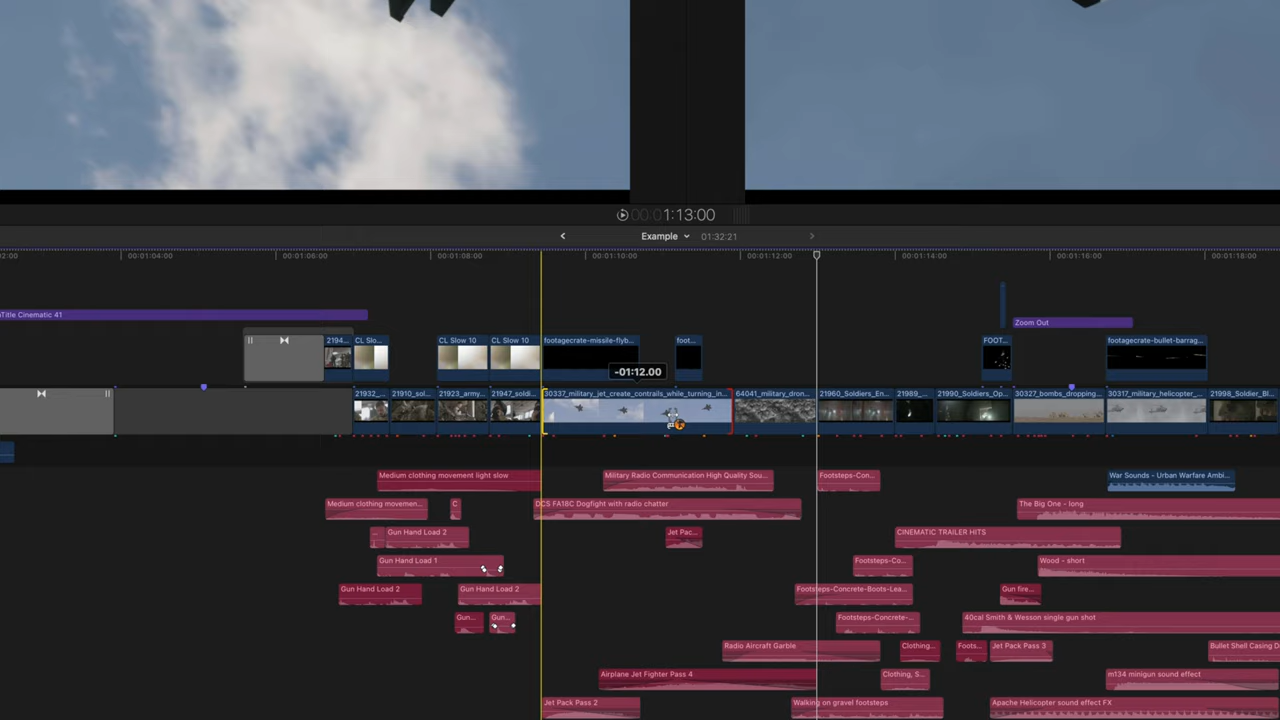 00:01:13:00
Example
01:32:21
2:00
00:01:04:00
00:01:06:00
00:01:08:00
00:01:10:00
00:01:12:00
00:01:14:00
00:01:16:00
00:01:18:00
Title Cinematic 41
Zoom Out
2194...
CL Slo...
CL Slow 10
CL Slow 10
footagecrate-missile-flyb...
foot...
FOOT...
footagecrate-bullet-barrag...
-01:12.00
21932_...
21910_sol...
21923_army...
21947_soldi...
30337_military_jet_create_contrails_while_turning_in...
64041_military_dron...
21960_Soldiers_En...
21989_...
21990_Soldiers_Op...
30327_bombs_dropping...
30317_military_helicopter_...
21998_Soldier_Bl...
Medium clothing movement light slow
Military Radio Communication High Quality Sou...
Footsteps-Con...
War Sounds - Urban Warfare Ambi...
Medium clothing movemen...
C
DCS FA18C Dogfight with radio chatter
The Big One - long
...
Gun Hand Load 2
Jet Pac...
CINEMATIC TRAILER HITS
Gun Hand Load 1
Footsteps-Co...
Wood - short
Gun Hand Load 2
Gun Hand Load 2
Footsteps-Concrete-Boots-Lea...
Gun fire...
Gun...
Gun...
Footsteps-Concrete-...
40cal Smith & Wesson single gun shot
Radio Aircraft Garble
Clothing...
Foots...
Jet Pack Pass 3
Bullet Shell Casing D
Airplane Jet Fighter Pass 4
Clothing, S...
m134 minigun sound effect
Jet Pack Pass 2
Walking on gravel footsteps
Apache Helicopter sound effect FX